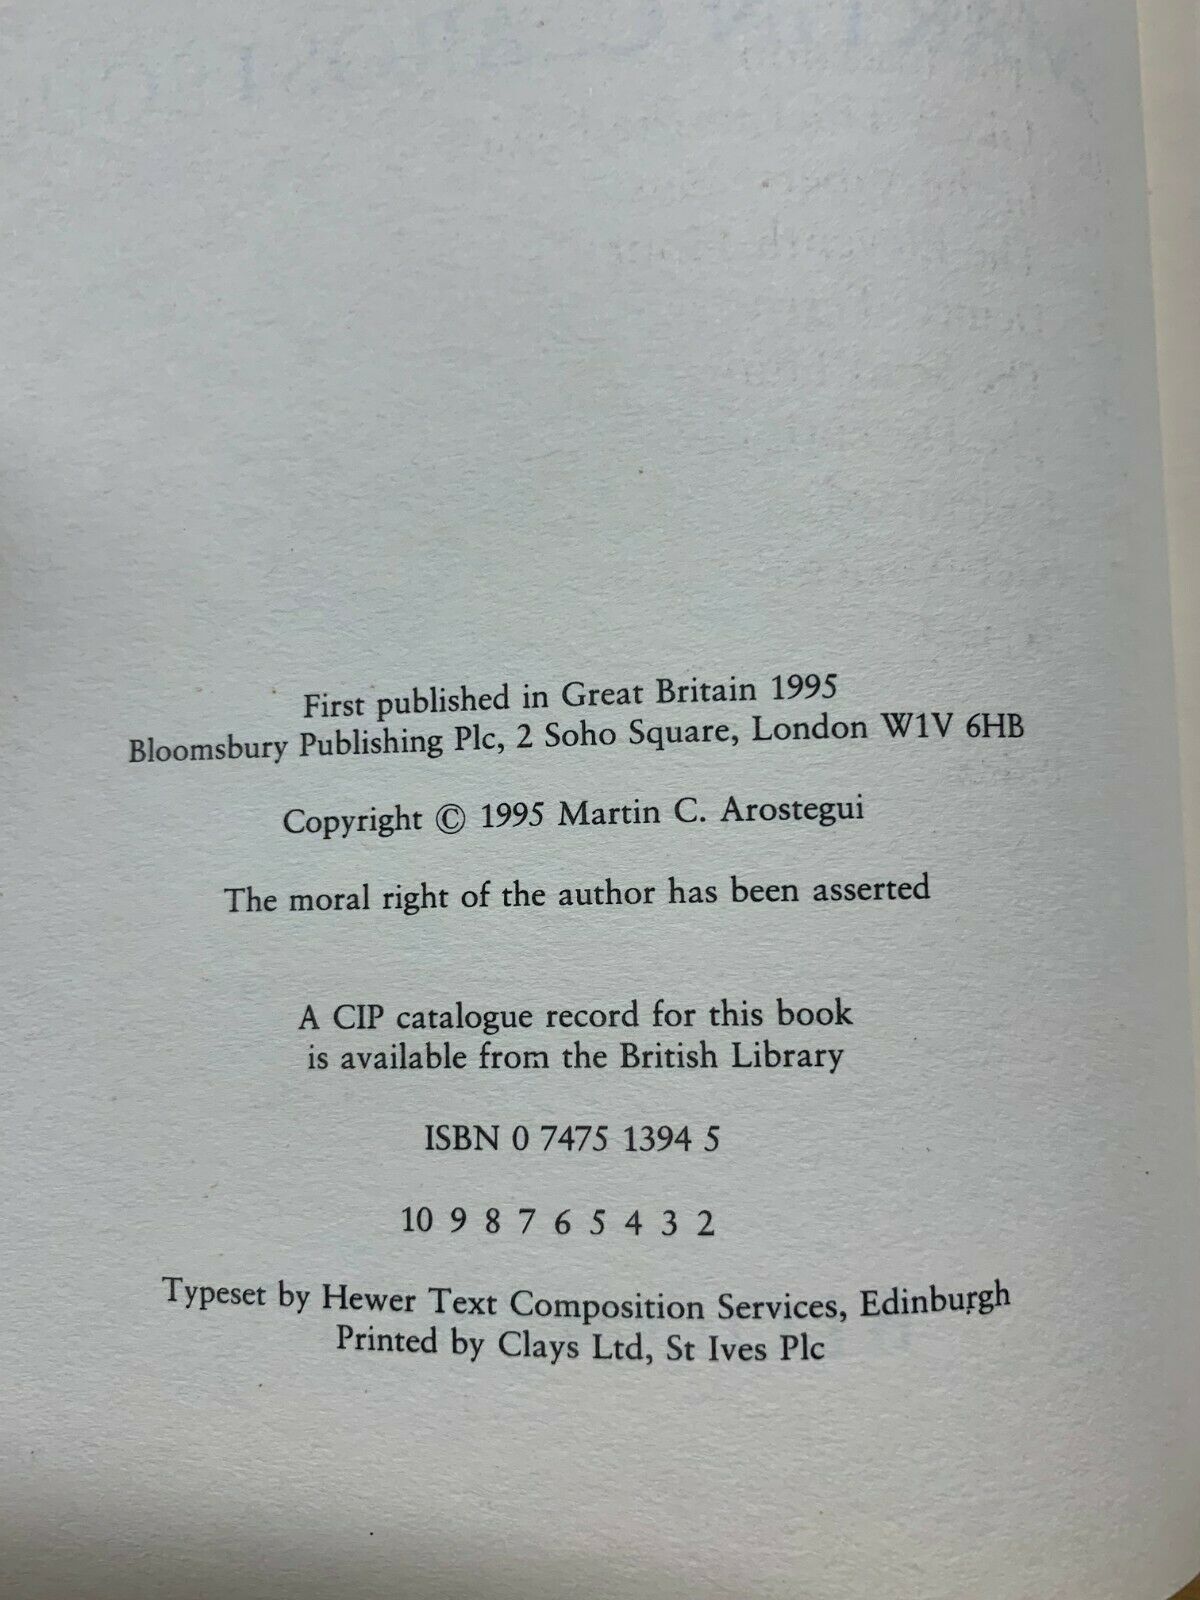 First published in Great Britain 1995
Bloomsbury Publishing Plc, 2 Soho Square, London W1V 6HB
Copyright © 1995 Martin C. Arostegui
The moral right of the author has been asserted
A CIP catalogue record for this book
is available from the British Library
ISBN 0 7475 1394 5
10 9 8 7 6 5 4 3 2
Typeset by Hewer Text Composition Services, Edinburgh
Printed by Clays Ltd, St Ives Plc